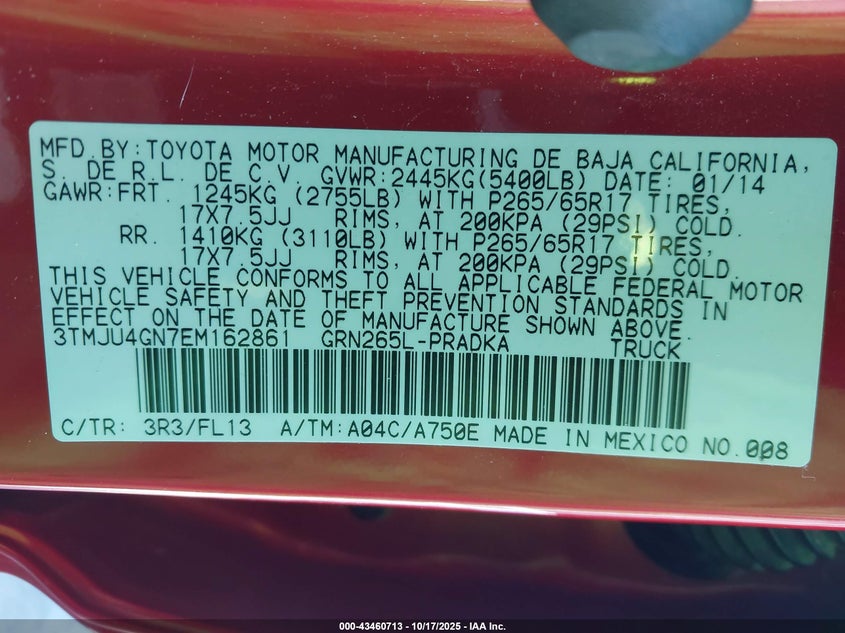 MFD. BY: TOYOTA MOTOR MANUFACTURING DE BAJA CALIFORNIA,
S. DE R.L. DE C.V. GVWR:2445KG(5400LB) DATE: 01/14
GAWR:FRT. 1245KG (2755LB) WITH P265/65R17 TIRES,
17X7.5JJ RIMS, AT 200KPA (29PSI) COLD.
RR. 1410KG (3110LB) WITH P265/65R17 TIRES,
17X7.5JJ RIMS, AT 200KPA (29PSI) COLD.
THIS VEHICLE CONFORMS TO ALL APPLICABLE FEDERAL MOTOR
VEHICLE SAFETY AND THEFT PREVENTION STANDARDS IN
EFFECT ON THE DATE OF MANUFACTURE SHOWN ABOVE.
3TMJU4GN7EM162861 GRN265L-PRADKA TRUCK
C/TR: 3R3/FL13 A/TM:A04C/A750E MADE IN MEXICO NO.008
000-43460713 - 10/17/2025 - IAA Inc.